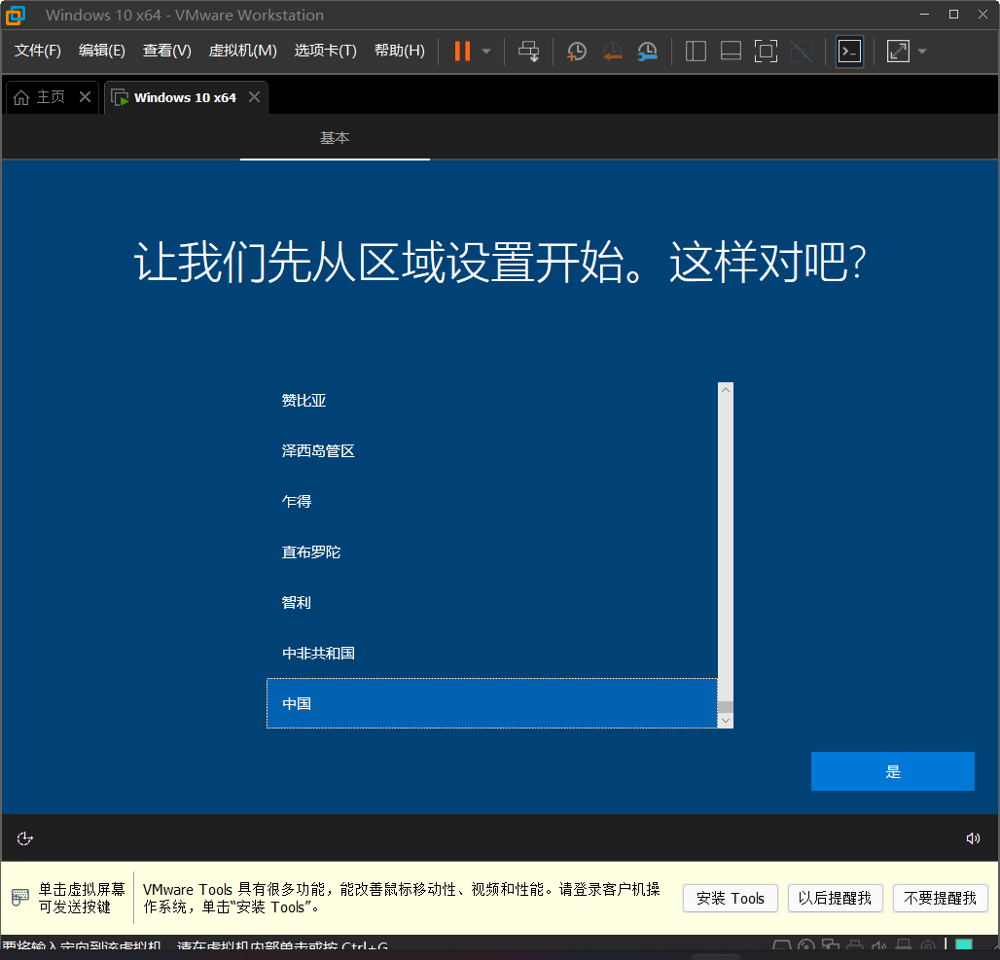 Windows 10 x64 - VMware Workstation
文件(F) 编辑(E) 查看(V) 虚拟机(M) 选项卡(T) 帮助(H)
主页 Windows 10 x64
基本
让我们先从区域设置开始。这样对吧?
赞比亚
泽西岛管区
乍得
直布罗陀
智利
中非共和国
中国
是
单击虚拟屏幕
可发送按键
VMware Tools 具有很多功能，能改善鼠标移动性、视频和性能。请登录客户机操
作系统，单击“安装 Tools”。
安装 Tools 以后提醒我 不要提醒我
要将输入定向到该虚拟机，请在虚拟机内部单击或按 Ctrl+G。